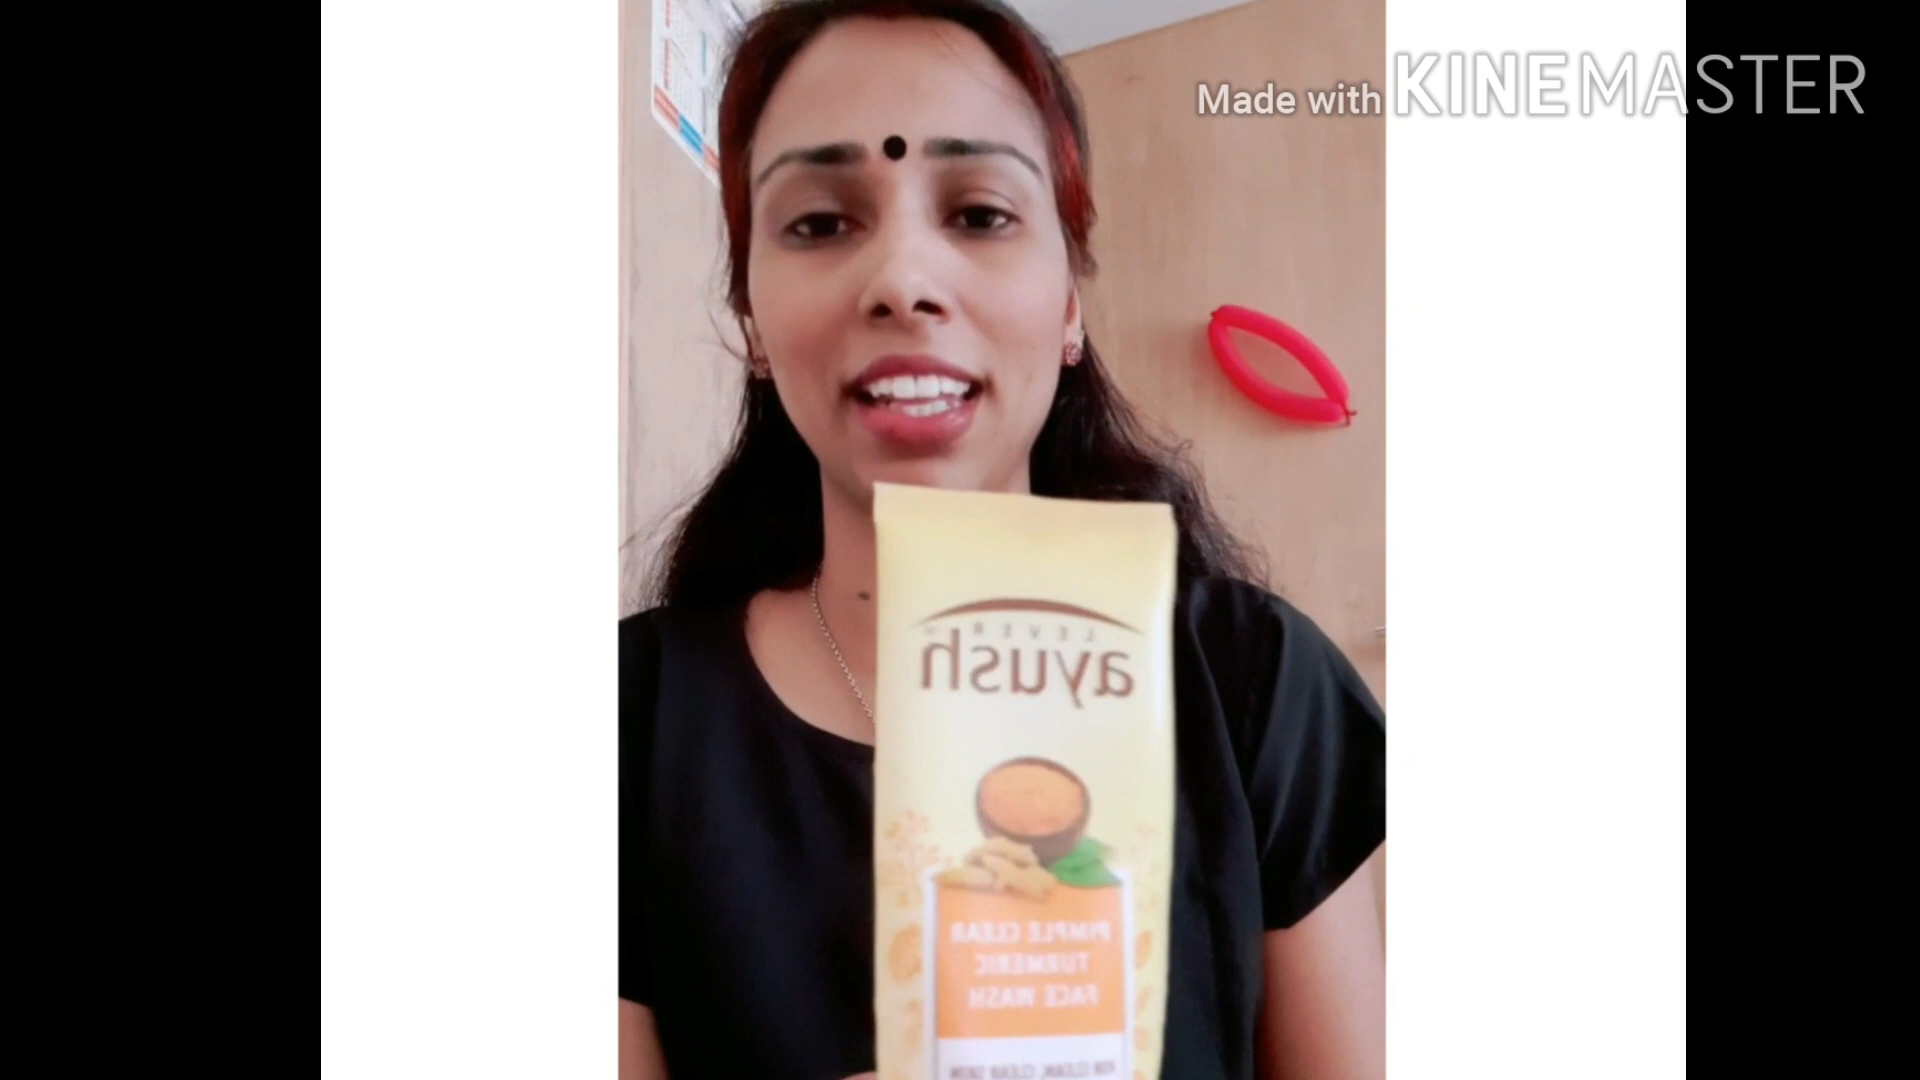 Made with KINEMASTER
LEVER
ayush
PIMPLE CLEAR
TURMERIC
FACE WASH
FOR CLEAN, CLEAR SKIN